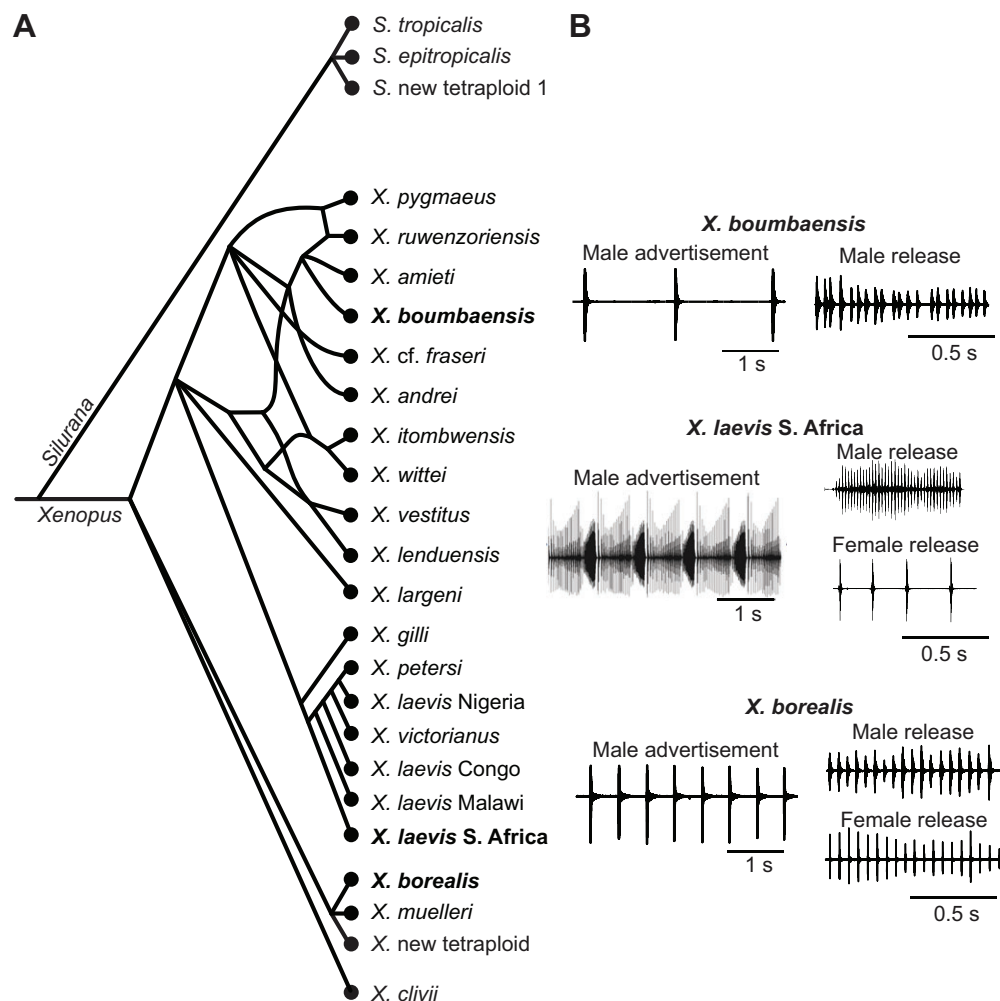 A
S. tropicalis
S. epitropicalis
S. new tetraploid 1
X. pygmaeus
X. ruwenzoriensis
X. amieti
X. boumbaensis
X. cf. fraseri
X. andrei
X. itombwensis
X. wittei
X. vestitus
X. lenduensis
X. largeni
X. gilli
X. petersi
X. laevis Nigeria
X. victorianus
X. laevis Congo
X. laevis Malawi
X. laevis S. Africa
X. borealis
X. muelleri
X. new tetraploid
X. clivii
Silurana
Xenopus
B
X. boumbaensis
Male advertisement
Male release
1 s
0.5 s
X. laevis S. Africa
Male advertisement
Male release
Female release
1 s
0.5 s
X. borealis
Male advertisement
Male release
Female release
1 s
0.5 s